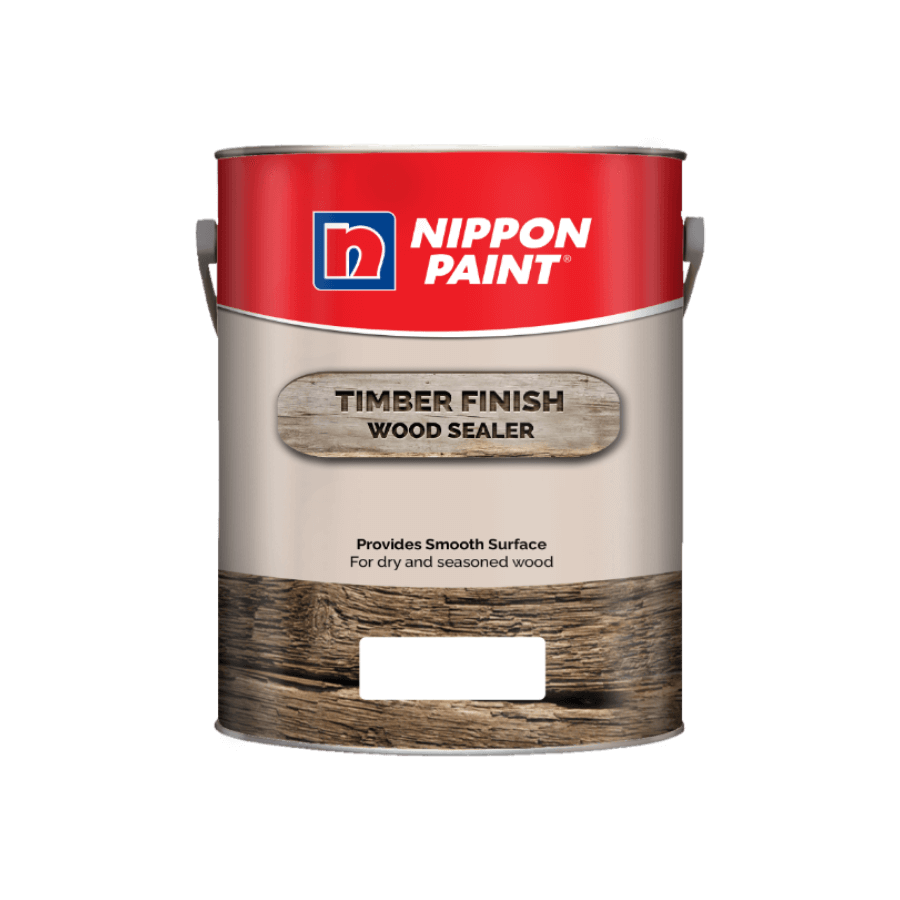 n
NIPPON
PAINT®
TIMBER FINISH
WOOD SEALER
Provides Smooth Surface
For dry and seasoned wood